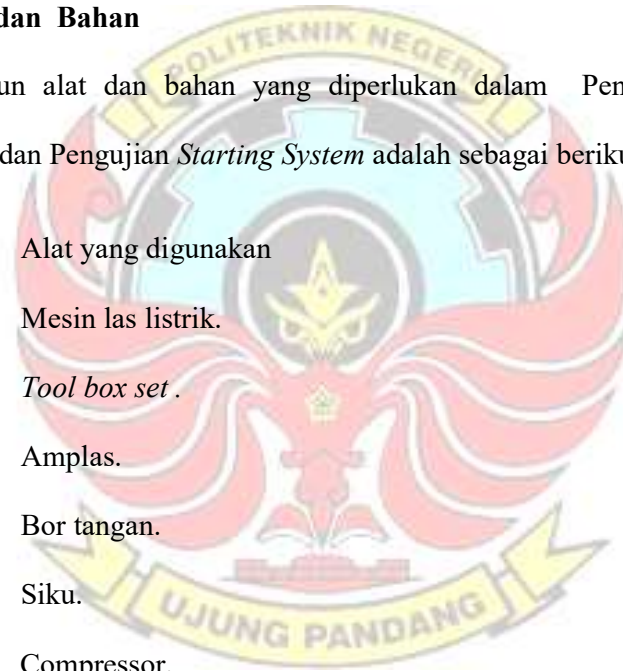 dan Bahan
un alat dan bahan yang diperlukan dalam Pen
dan Pengujian Starting System adalah sebagai beriku
Alat yang digunakan
Mesin las listrik.
Tool box set .
Amplas.
Bor tangan.
Siku.
Compressor.
POLITEKNIK NEGERI
UJUNG PANDANG